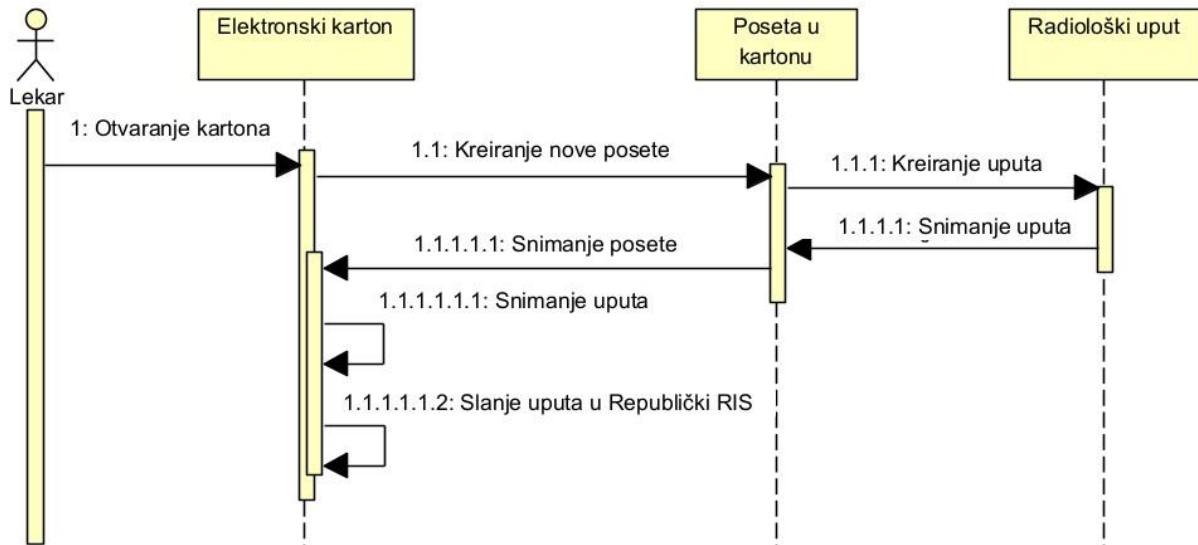 Elektronski karton
Poseta u
kartonu
Radiološki uput
Lekar
1: Otvaranje kartona
1.1: Kreiranje nove posete
1.1.1: Kreiranje uputa
1.1.1.1: Snimanje uputa
1.1.1.1.1: Snimanje posete
1.1.1.1.1.1: Snimanje uputa
1.1.1.1.1.2: Slanje uputa u Republički RIS